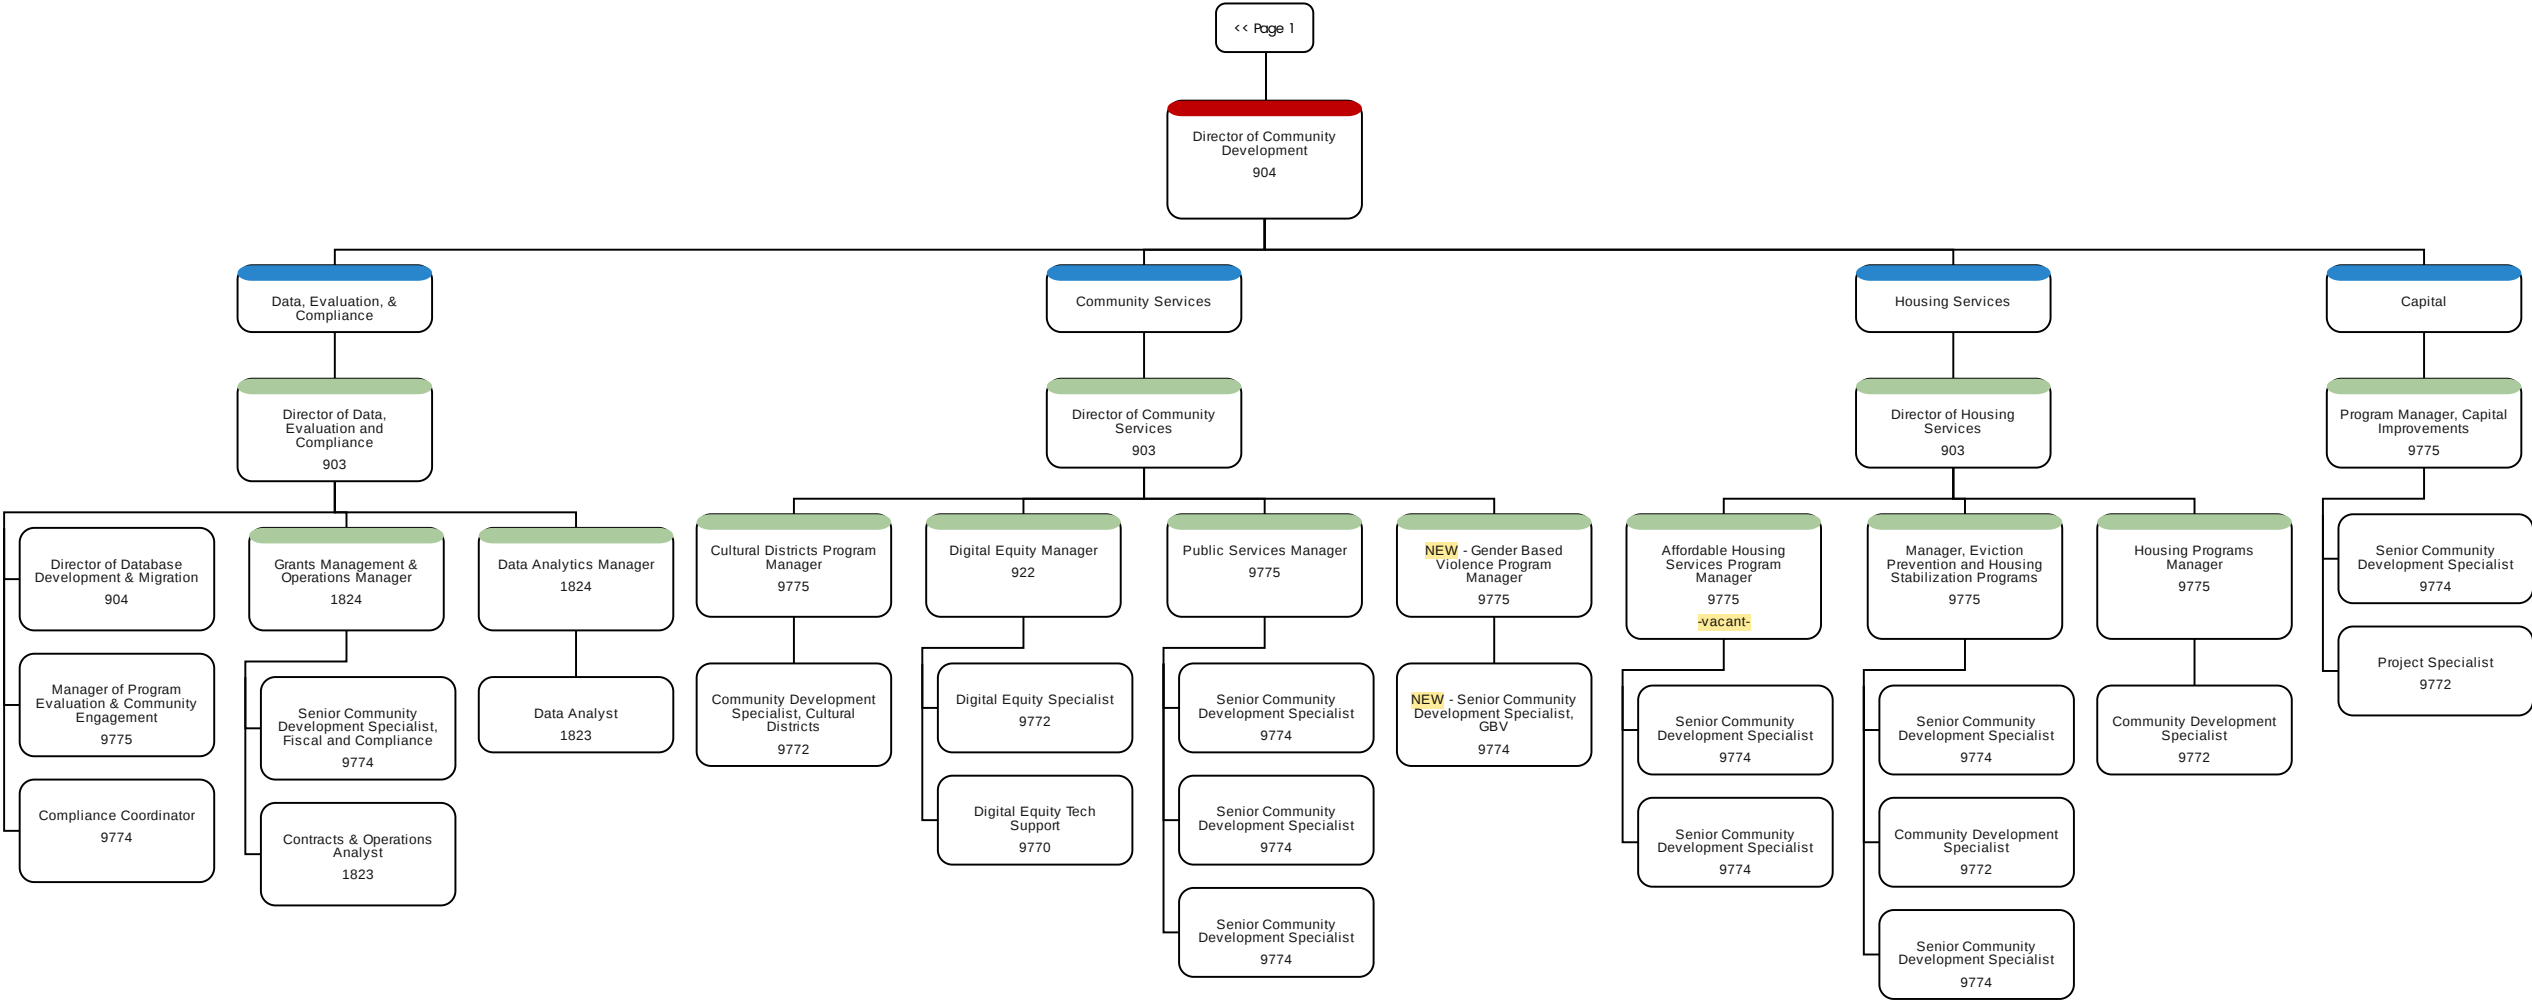 << Page 1
Director of Community
Development
904
Data, Evaluation, &
Compliance
Community Services
Housing Services
Capital
Director of Data,
Evaluation and
Compliance
903
Director of Community
Services
903
Director of Housing
Services
903
Program Manager, Capital
Improvements
9775
Director of Database
Development & Migration
904
Manager of Program
Evaluation & Community
Engagement
9775
Compliance Coordinator
9774
Grants Management &
Operations Manager
1824
Senior Community
Development Specialist,
Fiscal and Compliance
9774
Contracts & Operations
Analyst
1823
Data Analytics Manager
1824
Data Analyst
1823
Cultural Districts Program
Manager
9775
Community Development
Specialist, Cultural
Districts
9772
Digital Equity Manager
922
Digital Equity Specialist
9772
Digital Equity Tech
Support
9770
Public Services Manager
9775
Senior Community
Development Specialist
9774
Senior Community
Development Specialist
9774
Senior Community
Development Specialist
9774
NEW - Gender Based
Violence Program
Manager
9775
NEW - Senior Community
Development Specialist,
GBV
9774
Affordable Housing
Services Program
Manager
9775
-vacant-
Senior Community
Development Specialist
9774
Senior Community
Development Specialist
9774
Manager, Eviction
Prevention and Housing
Stabilization Programs
9775
Senior Community
Development Specialist
9774
Community Development
Specialist
9772
Senior Community
Development Specialist
9774
Housing Programs
Manager
9775
Community Development
Specialist
9772
Senior Community
Development Specialist
9774
Project Specialist
9772